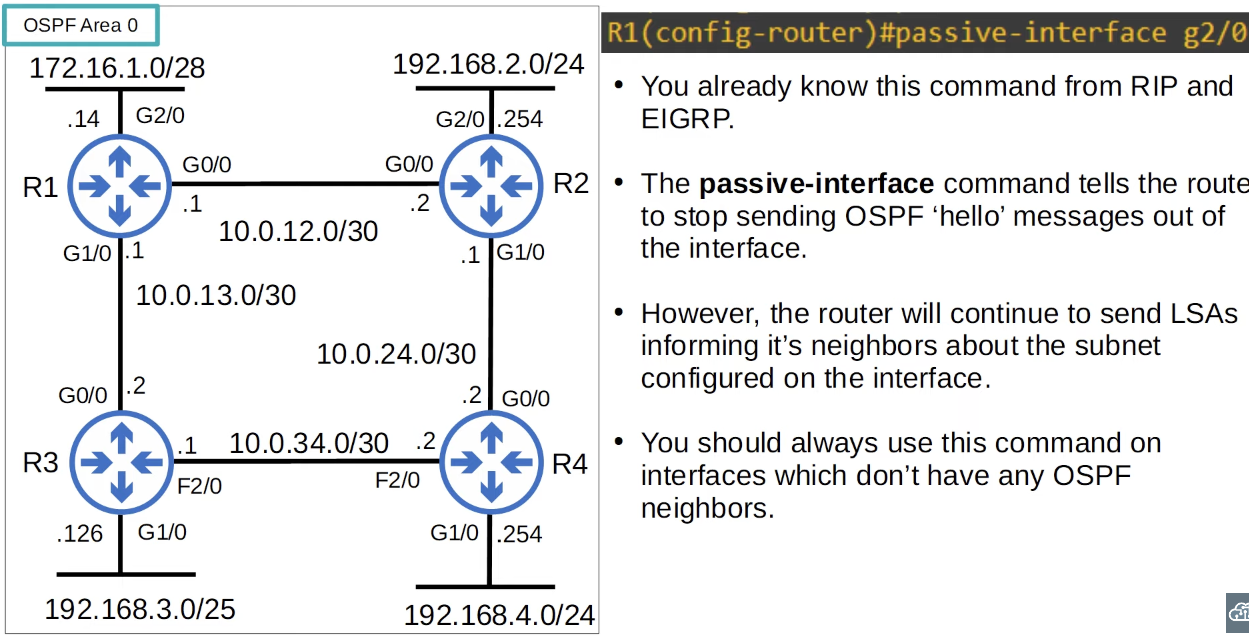 OSPF Area 0
172.16.1.0/28
192.168.2.0/24
.14
G2/0
G2/0
.254
R1
G0/0
G0/0
R2
.1
.2
10.0.12.0/30
G1/0
.1
.1
G1/0
10.0.13.0/30
10.0.24.0/30
G0/0
.2
.2
G0/0
R3
.1
10.0.34.0/30
.2
R4
F2/0
F2/0
.126
G1/0
G1/0
.254
192.168.3.0/25
192.168.4.0/24
R1(config-router)#passive-interface g2/0
• You already know this command from RIP and
EIGRP.
• The passive-interface command tells the route
to stop sending OSPF ‘hello’ messages out of
the interface.
• However, the router will continue to send LSAs
informing it’s neighbors about the subnet
configured on the interface.
• You should always use this command on
interfaces which don’t have any OSPF
neighbors.